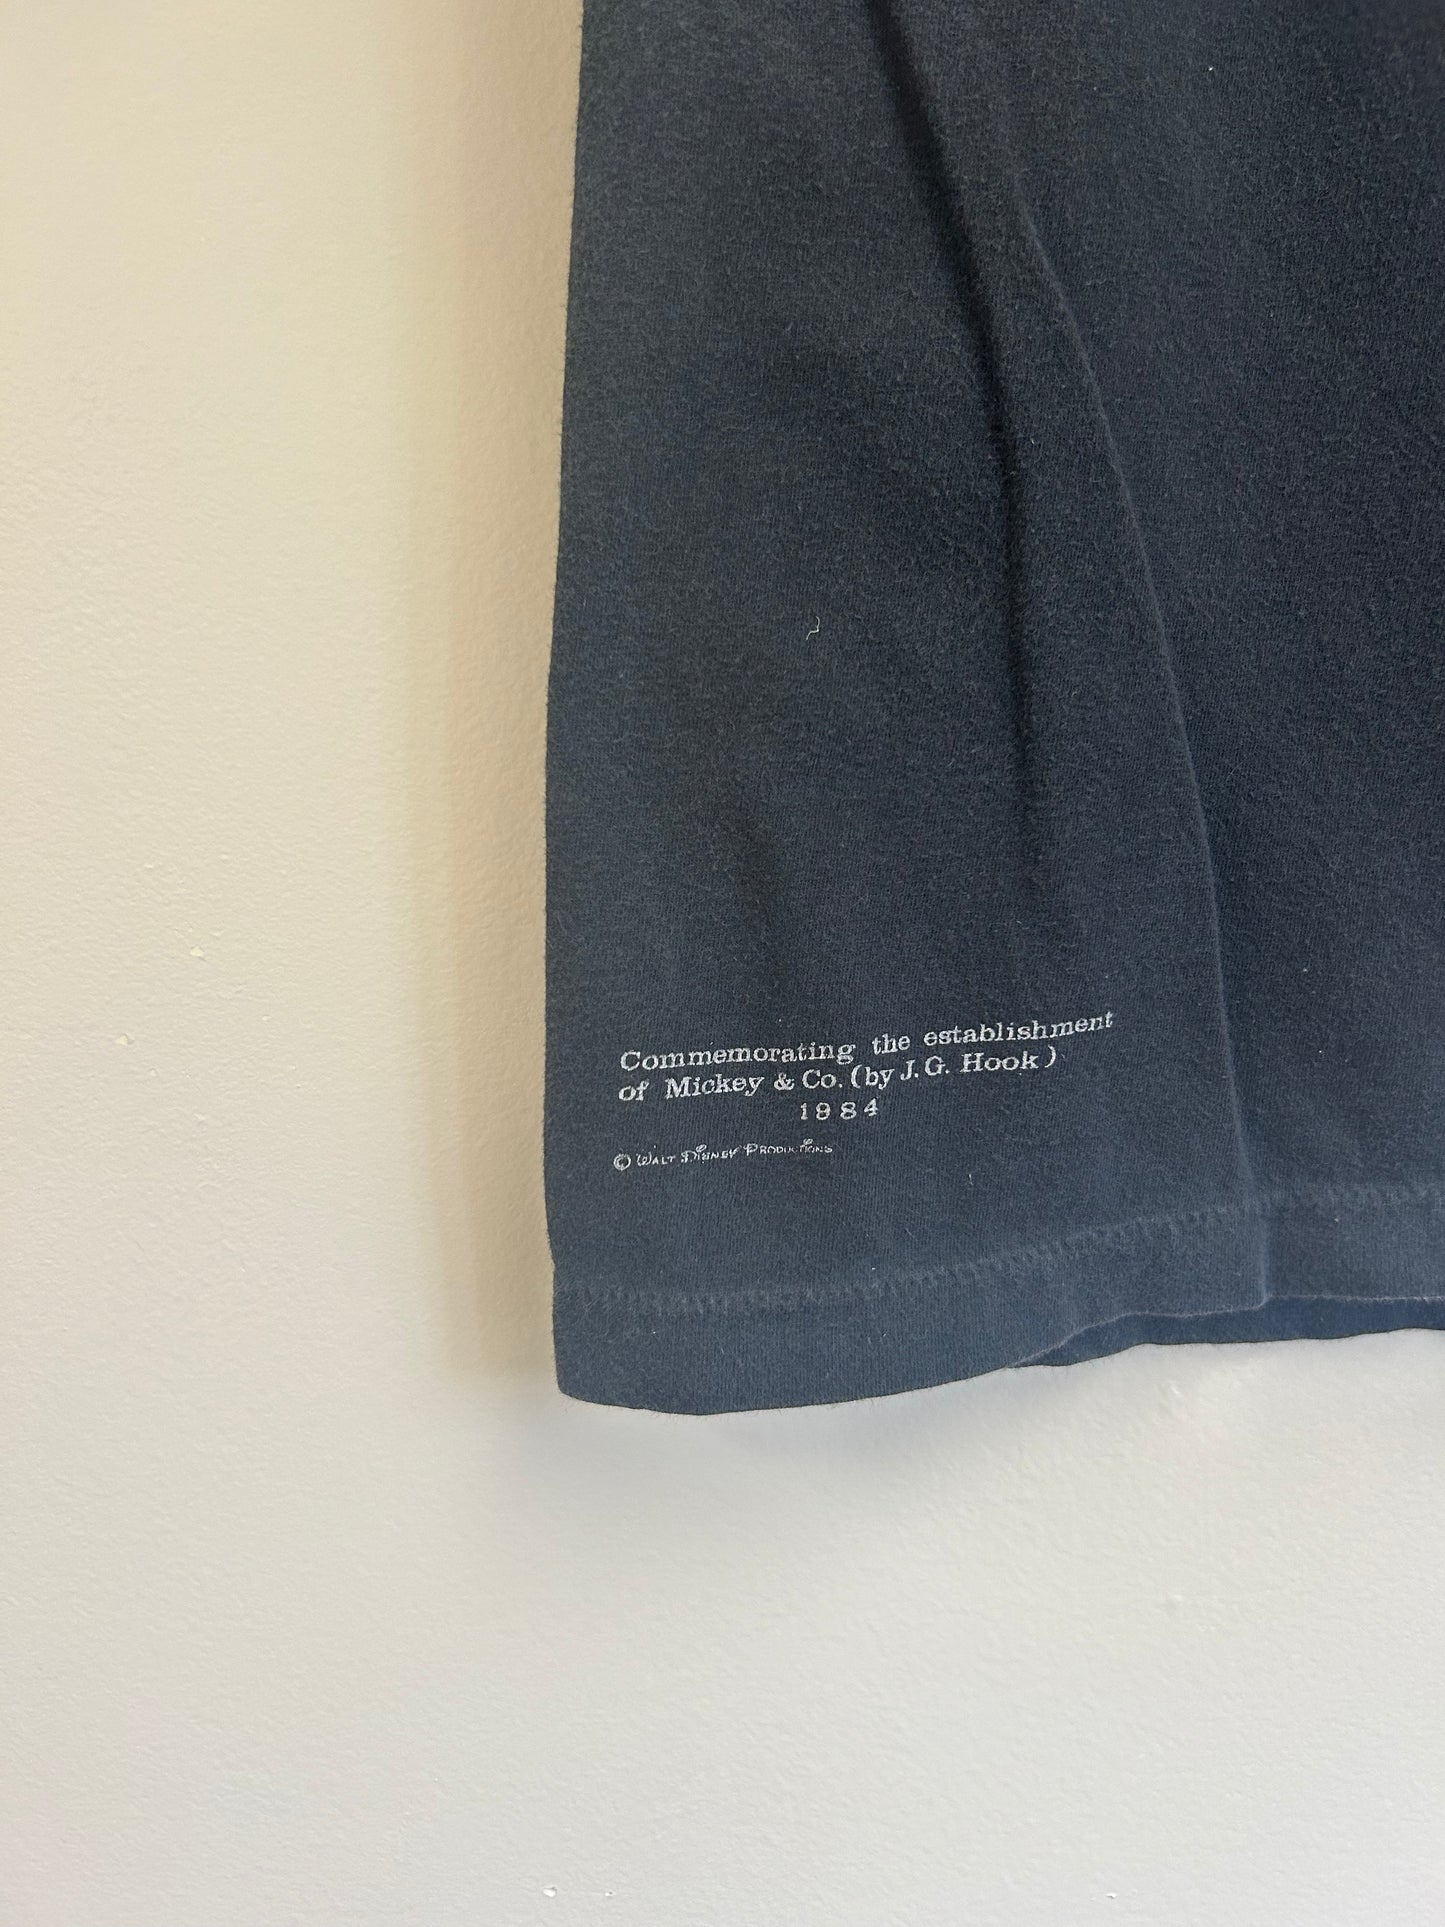 Commemorating the establishment
of Mickey & Co. (by J.G. Hook)
1984
© WALT DISNEY PRODUCTIONS